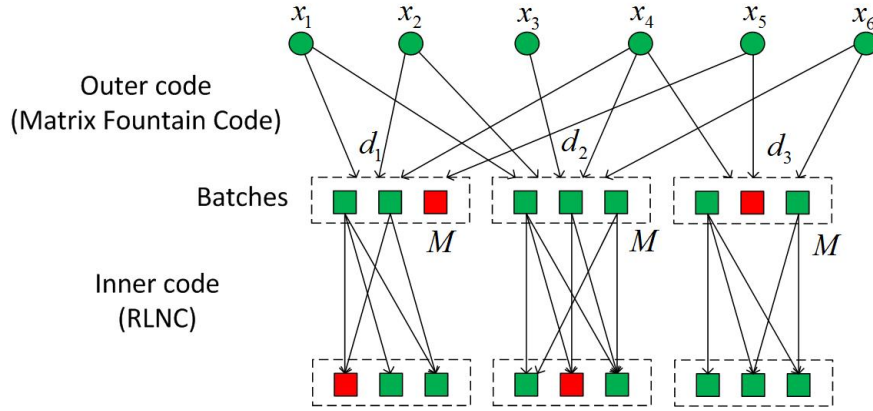 x₁ x₂ x₃ x₄ x₅ x₆
Outer code
(Matrix Fountain Code)
d₁ d₂ d₃
Batches
M M M
Inner code
(RLNC)